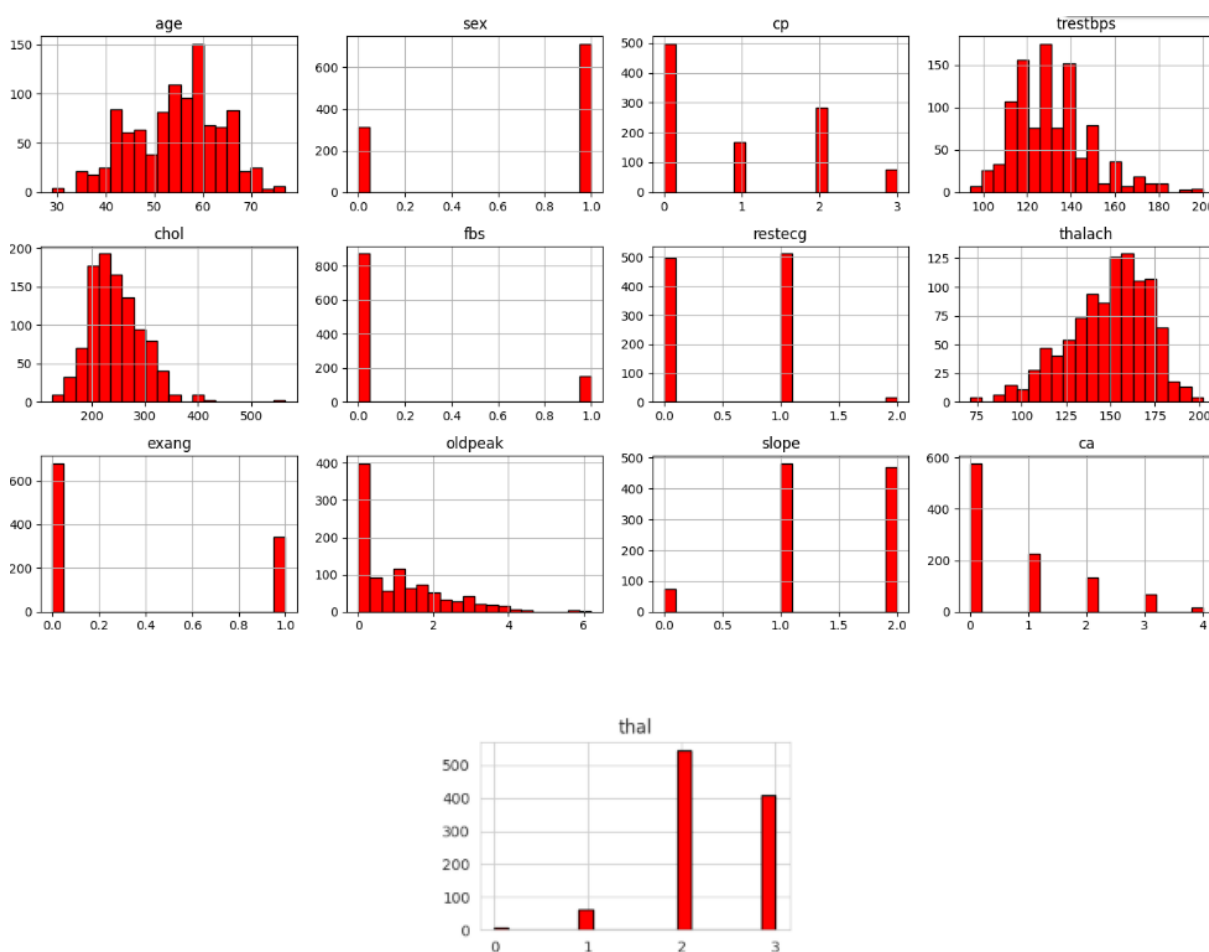 age sex cp trestbps
150 100 50 0
600 400 200 0
500 400 300 200 100 0
150 100 50 0
30 40 50 60 70
0.0 0.2 0.4 0.6 0.8 1.0
0 1 2 3
100 120 140 160 180 200
chol fbs restecg thalach
200 150 100 50 0
800 600 400 200 0
500 400 300 200 100 0
125 100 75 50 25 0
200 300 400 500
0.0 0.2 0.4 0.6 0.8 1.0
0.0 0.5 1.0 1.5 2.0
75 100 125 150 175 200
exang oldpeak slope ca
600 400 200 0
400 300 200 100 0
500 400 300 200 100 0
600 400 200 0
0.0 0.2 0.4 0.6 0.8 1.0
0 2 4 6
0.0 0.5 1.0 1.5 2.0
0 1 2 3 4
thal
500
400
300
200
100
0
0 1 2 3